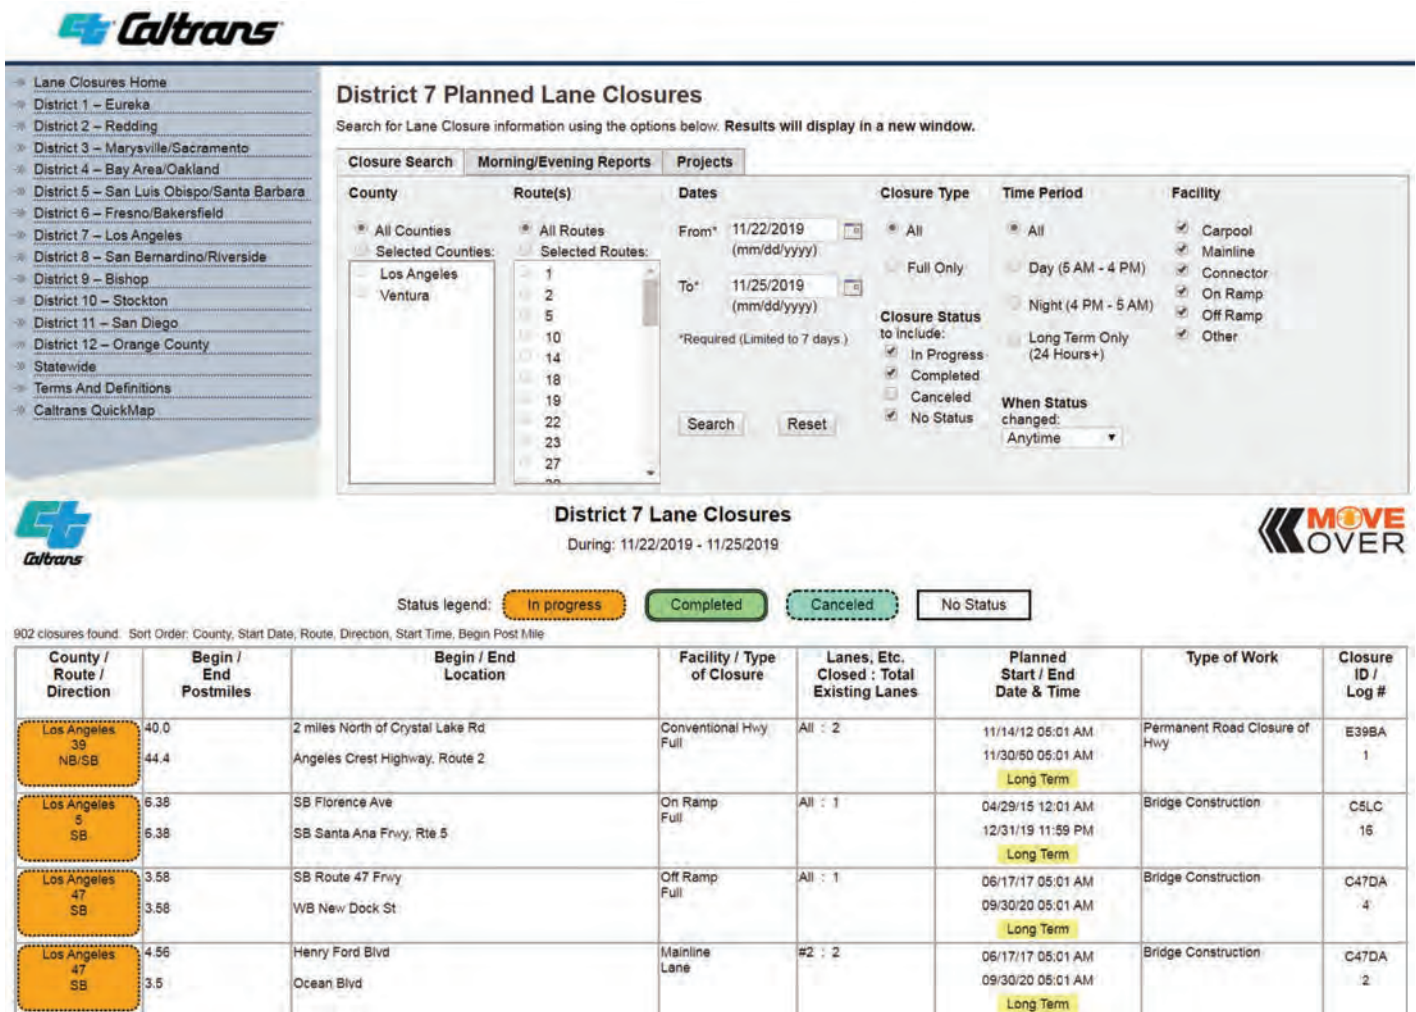 Caltrans
Lane Closures Home
District 1 – Eureka
District 2 – Redding
District 3 – Marysville/Sacramento
District 4 – Bay Area/Oakland
District 5 – San Luis Obispo/Santa Barbara
District 6 – Fresno/Bakersfield
District 7 – Los Angeles
District 8 – San Bernardino/Riverside
District 9 – Bishop
District 10 – Stockton
District 11 – San Diego
District 12 – Orange County
Statewide
Terms And Definitions
Caltrans QuickMap
District 7 Planned Lane Closures
Search for Lane Closure information using the options below. Results will display in a new window.
Closure Search Morning/Evening Reports Projects
County
All Counties
Selected Counties:
Los Angeles
Ventura
Route(s)
All Routes
Selected Routes:
1
2
5
10
14
18
19
22
23
27
Dates
From* 11/22/2019
(mm/dd/yyyy)
To* 11/25/2019
(mm/dd/yyyy)
*Required (Limited to 7 days.)
Search Reset
Closure Type
All
Full Only
Closure Status
to include:
In Progress
Completed
Canceled
No Status
Time Period
All
Day (5 AM - 4 PM)
Night (4 PM - 5 AM)
Long Term Only
(24 Hours+)
When Status
changed:
Anytime
Facility
Carpool
Mainline
Connector
On Ramp
Off Ramp
Other
Caltrans
District 7 Lane Closures
During: 11/22/2019 - 11/25/2019
MOVE
OVER
Status legend: In progress Completed Canceled No Status
902 closures found. Sort Order: County, Start Date, Route, Direction, Start Time, Begin Post Mile
County /
Route /
Direction
Begin /
End
Postmiles
Begin / End
Location
Facility / Type
of Closure
Lanes, Etc.
Closed : Total
Existing Lanes
Planned
Start / End
Date & Time
Type of Work
Closure
ID /
Log #
Los Angeles
39
NB/SB
40.0
44.4
2 miles North of Crystal Lake Rd
Angeles Crest Highway, Route 2
Conventional Hwy
Full
All : 2
11/14/12 05:01 AM
11/30/50 05:01 AM
Long Term
Permanent Road Closure of
Hwy
E39BA
1
Los Angeles
5
SB
6.38
6.38
SB Florence Ave
SB Santa Ana Frwy, Rte 5
On Ramp
Full
All : 1
04/29/15 12:01 AM
12/31/19 11:59 PM
Long Term
Bridge Construction
C5LC
16
Los Angeles
47
SB
3.58
3.58
SB Route 47 Frwy
WB New Dock St
Off Ramp
Full
All : 1
06/17/17 05:01 AM
09/30/20 05:01 AM
Long Term
Bridge Construction
C47DA
4
Los Angeles
47
SB
4.56
3.5
Henry Ford Blvd
Ocean Blvd
Mainline
Lane
#2 : 2
06/17/17 05:01 AM
09/30/20 05:01 AM
Long Term
Bridge Construction
C47DA
2